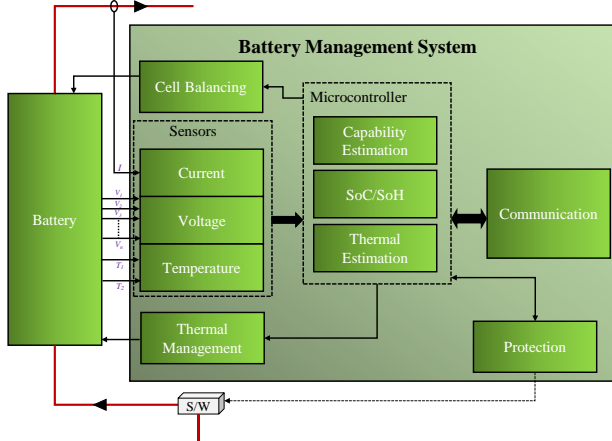 Battery Management System
Cell Balancing
Microcontroller
Sensors
Capability
Estimation
I
Current
SoC/SoH
V1
V2
V3
Battery
Voltage
Communication
Vn
Thermal
Estimation
T1
Temperature
T2
Thermal
Management
Protection
S/W